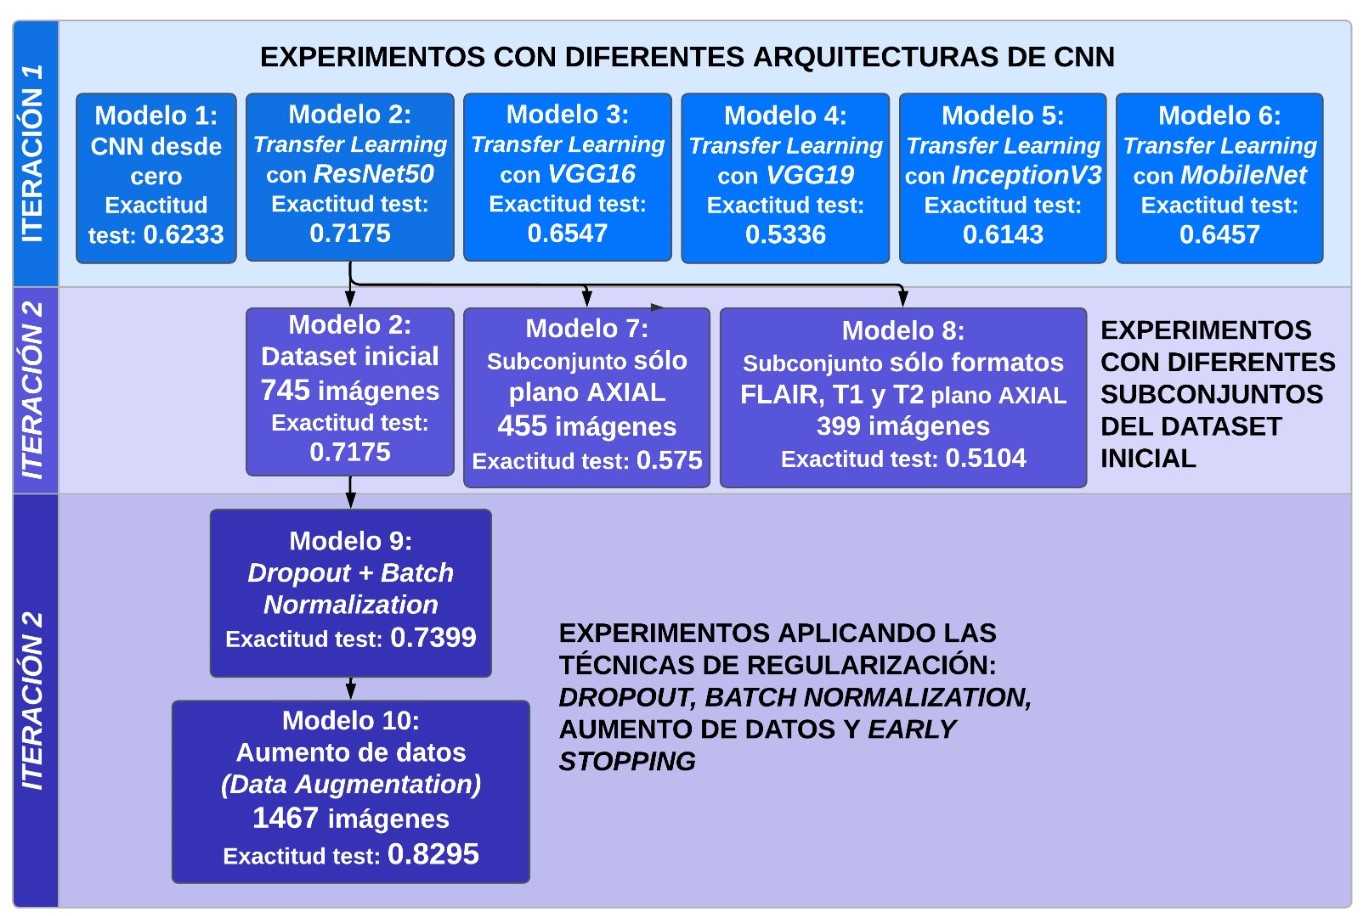 ITERACIÓN 1
EXPERIMENTOS CON DIFERENTES ARQUITECTURAS DE CNN
Modelo 1:
CNN desde
cero
Exactitud
test: 0.6233
Modelo 2:
Transfer Learning
con ResNet50
Exactitud test:
0.7175
Modelo 3:
Transfer Learning
con VGG16
Exactitud test:
0.6547
Modelo 4:
Transfer Learning
con VGG19
Exactitud test:
0.5336
Modelo 5:
Transfer Learning
con InceptionV3
Exactitud test:
0.6143
Modelo 6:
Transfer Learning
con MobileNet
Exactitud test:
0.6457
ITERACIÓN 2
Modelo 2:
Dataset inicial
745 imágenes
Exactitud test:
0.7175
Modelo 7:
Subconjunto sólo
plano AXIAL
455 imágenes
Exactitud test: 0.575
Modelo 8:
Subconjunto sólo formatos
FLAIR, T1 y T2 plano AXIAL
399 imágenes
Exactitud test: 0.5104
EXPERIMENTOS
CON DIFERENTES
SUBCONJUNTOS
DEL DATASET
INICIAL
ITERACIÓN 2
Modelo 9:
Dropout + Batch
Normalization
Exactitud test: 0.7399
Modelo 10:
Aumento de datos
(Data Augmentation)
1467 imágenes
Exactitud test: 0.8295
EXPERIMENTOS APLICANDO LAS
TÉCNICAS DE REGULARIZACIÓN:
DROPOUT, BATCH NORMALIZATION,
AUMENTO DE DATOS Y EARLY
STOPPING